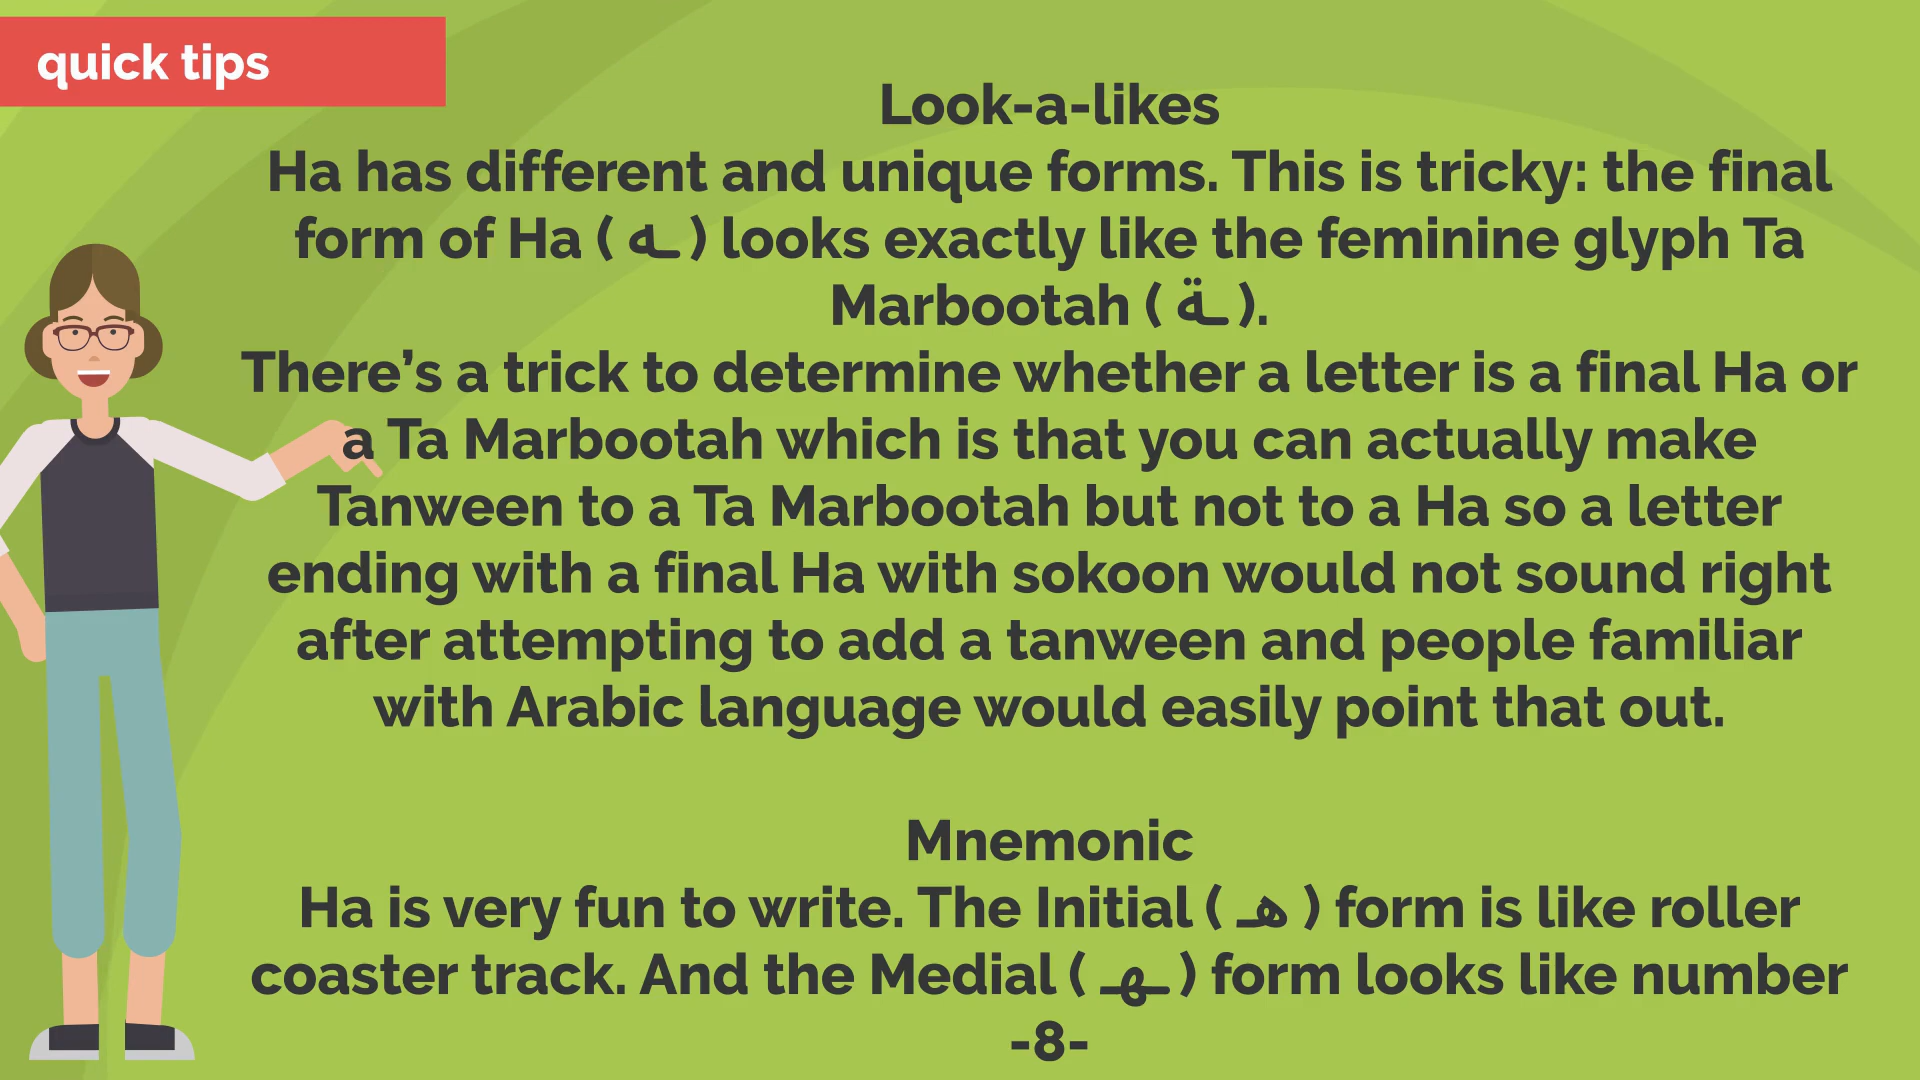 quick tips
Look-a-likes
Ha has different and unique forms. This is tricky: the final
form of Ha ( ـه ) looks exactly like the feminine glyph Ta
Marbootah ( ـة ).
There’s a trick to determine whether a letter is a final Ha or
a Ta Marbootah which is that you can actually make
Tanween to a Ta Marbootah but not to a Ha so a letter
ending with a final Ha with sokoon would not sound right
after attempting to add a tanween and people familiar
with Arabic language would easily point that out.
Mnemonic
Ha is very fun to write. The Initial ( هـ ) form is like roller
coaster track. And the Medial ( ـهـ ) form looks like number
-8-